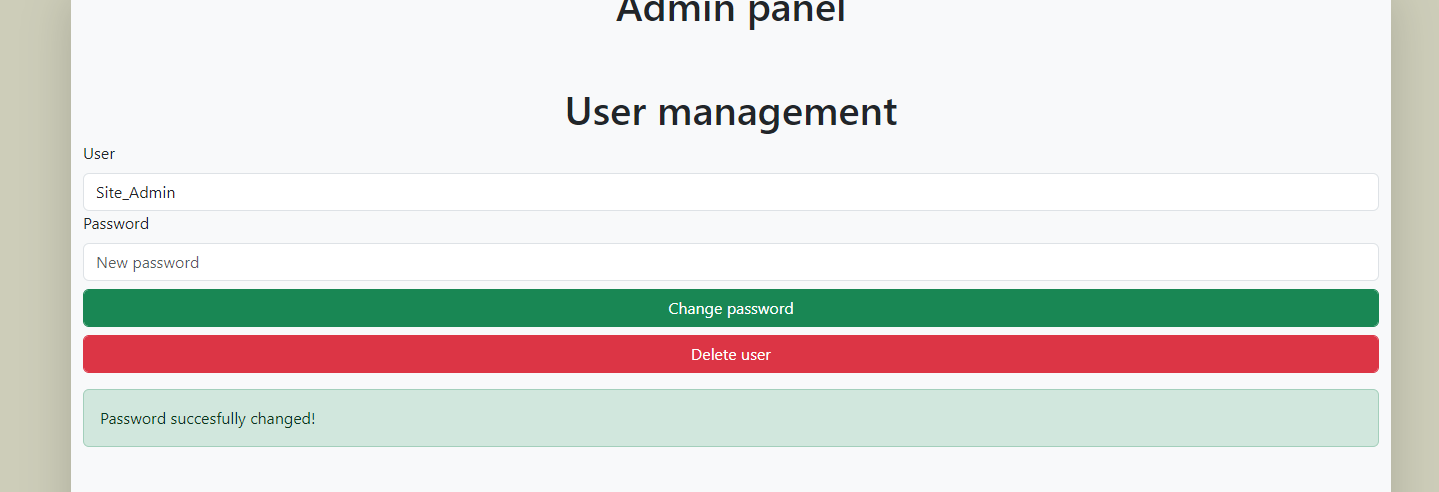 Admin panel
User management
User
Site_Admin
Password
New password
Change password
Delete user
Password succesfully changed!